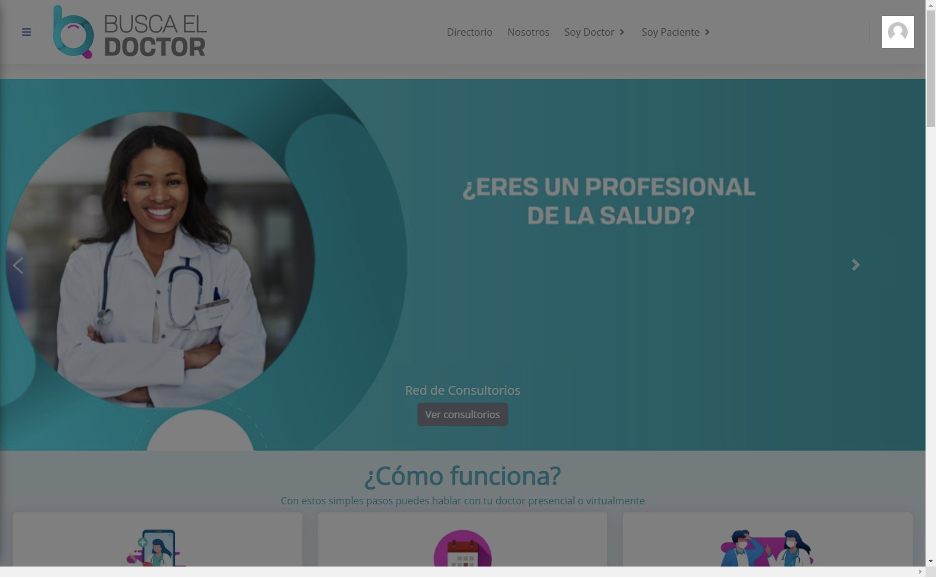 BUSCA EL
DOCTOR
Directorio
Nosotros
Soy Doctor
Soy Paciente
¿ERES UN PROFESIONAL
DE LA SALUD?
Red de Consultorios
Ver consultorios
¿Cómo funciona?
Con estos simples pasos puedes hablar con tu doctor presencial o virtualmente